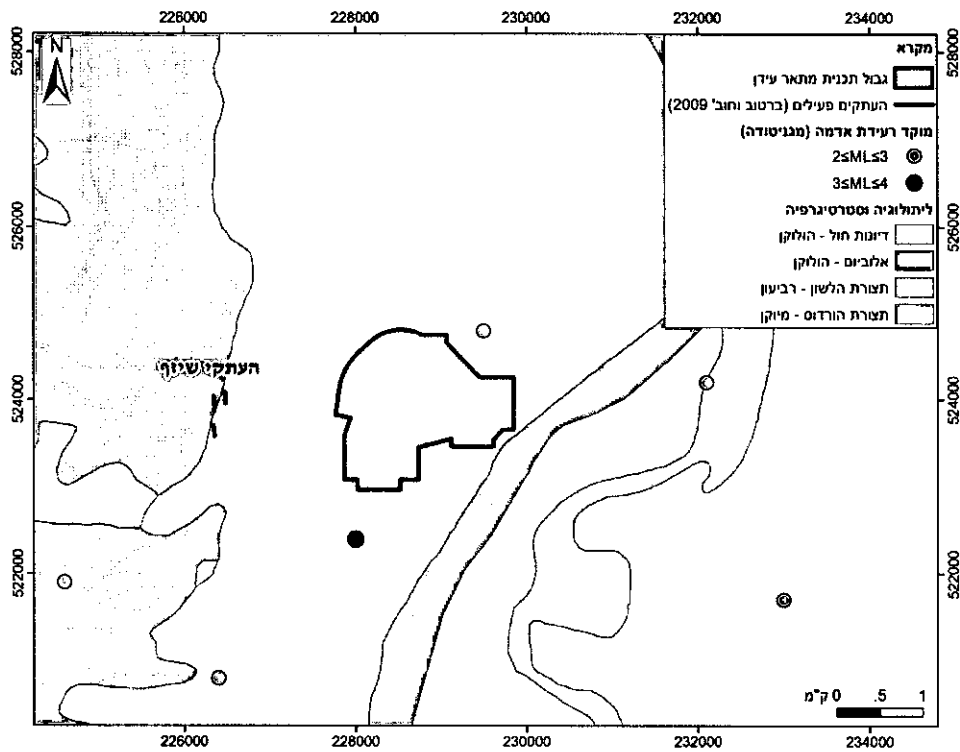 226000 228000 230000 232000 234000
528000 528000
N
מקרא
גבול תכנית מתאר עידן
העתקים פעילים (ברטוב וחוב' 2009)
מוקד רעידת אדמה (מגניטודה)
2≤ML≤3
3≤ML≤4
ליתולוגיה וסטרטיגרפיה
דיונות חול - הולוקן
אלוביום - הולוקן
תצורת הלשון - רביעון
תצורת הורדוס - מיוקן
526000 526000
העתקי שיזף
524000 524000
522000 522000
ק"מ 0 .5 1
226000 228000 230000 232000 234000